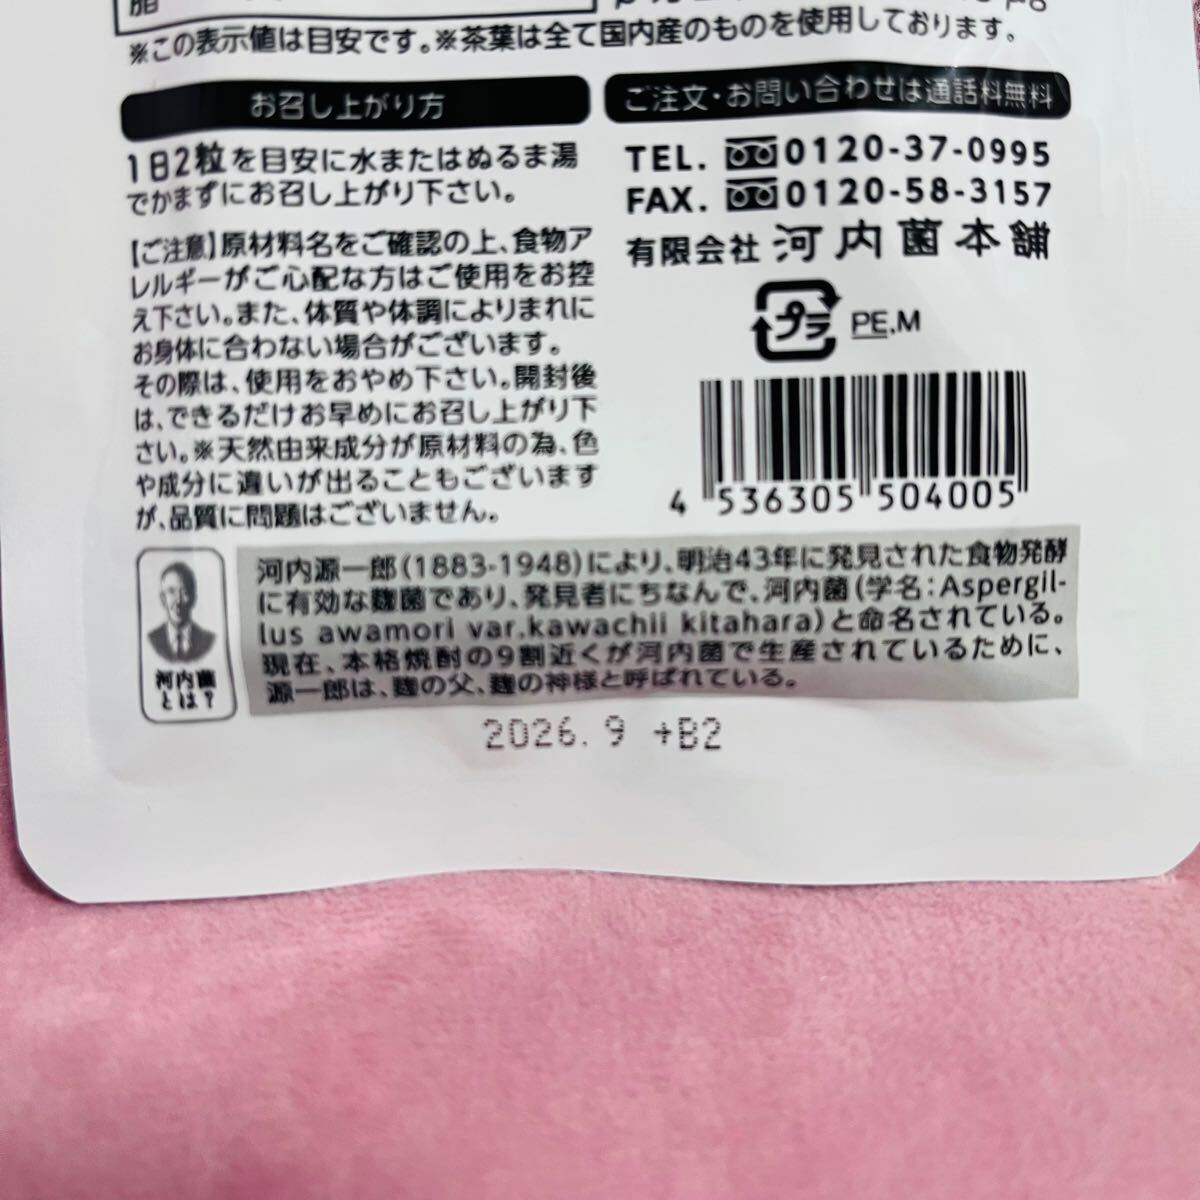 脂
μg
※この表示値は目安です。※茶葉は全て国内産のものを使用しております。
お召し上がり方
1日2粒を目安に水またはぬるま湯
でかまずにお召し上がり下さい。
【ご注意】原材料名をご確認の上、食物ア
レルギーがご心配な方はご使用をお控
え下さい。また、体質や体調によりまれに
お身体に合わない場合がございます。
その際は、使用をおやめ下さい。開封後
は、できるだけお早めにお召し上がり下
さい。※天然由来成分が原材料の為、色
や成分に違いが出ることもございます
が、品質に問題はございません。
ご注文・お問い合わせは通話料無料
TEL. 0120-37-0995
FAX. 0120-58-3157
有限会社 河内菌本舗
プラ PE,M
4 536305 504005
河内菌
とは?
河内源一郎(1883-1948)により、明治43年に発見された食物発酵
に有効な麹菌であり、発見者にちなんで、河内菌(学名:Aspergil-
lus awamori var.kawachii kitahara)と命名されている。
現在、本格焼酎の9割近くが河内菌で生産されているために、
源一郎は、麹の父、麹の神様と呼ばれている。
2026. 9 +B2